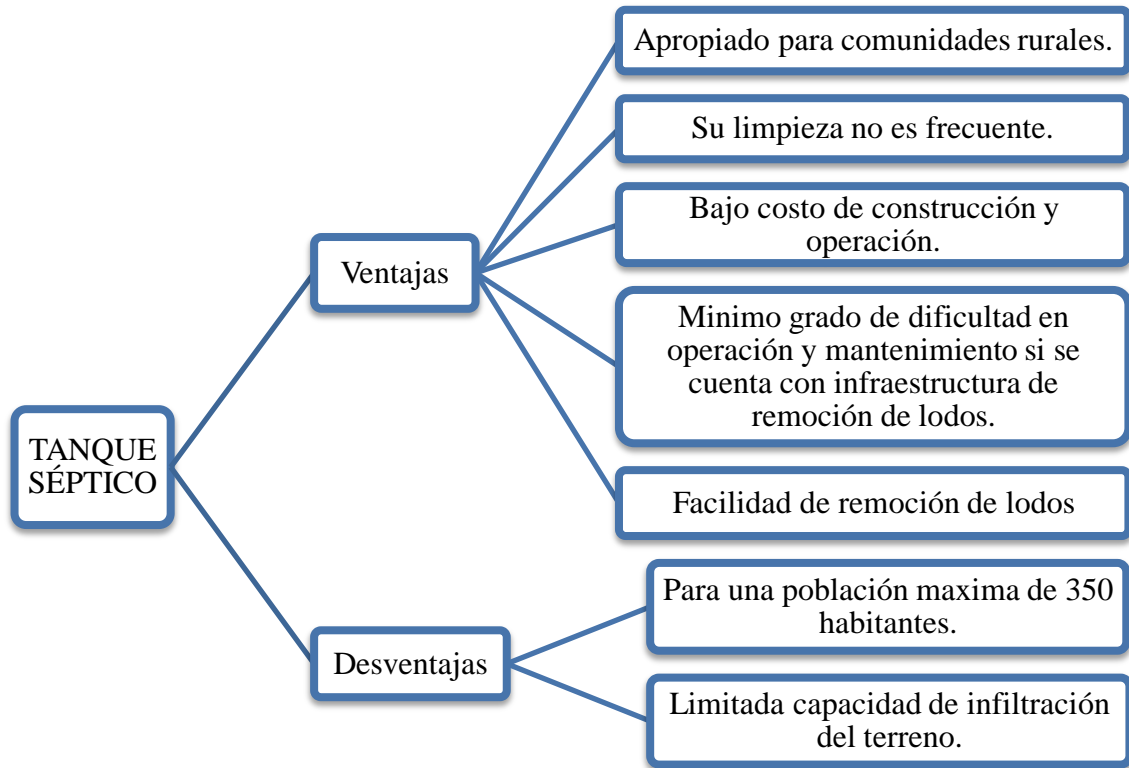 TANQUE
SÉPTICO
Ventajas
Apropiado para comunidades rurales.
Su limpieza no es frecuente.
Bajo costo de construcción y
operación.
Minimo grado de dificultad en
operación y mantenimiento si se
cuenta con infraestructura de
remoción de lodos.
Facilidad de remoción de lodos
Desventajas
Para una población maxima de 350
habitantes.
Limitada capacidad de infiltración
del terreno.